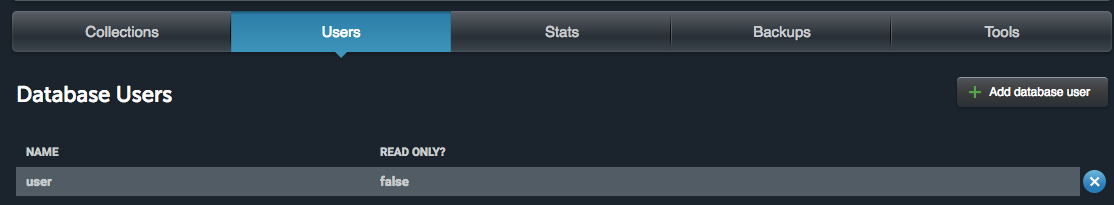 Collections Users Stats Backups Tools
Database Users
+ Add database user
NAME READ ONLY?
user false